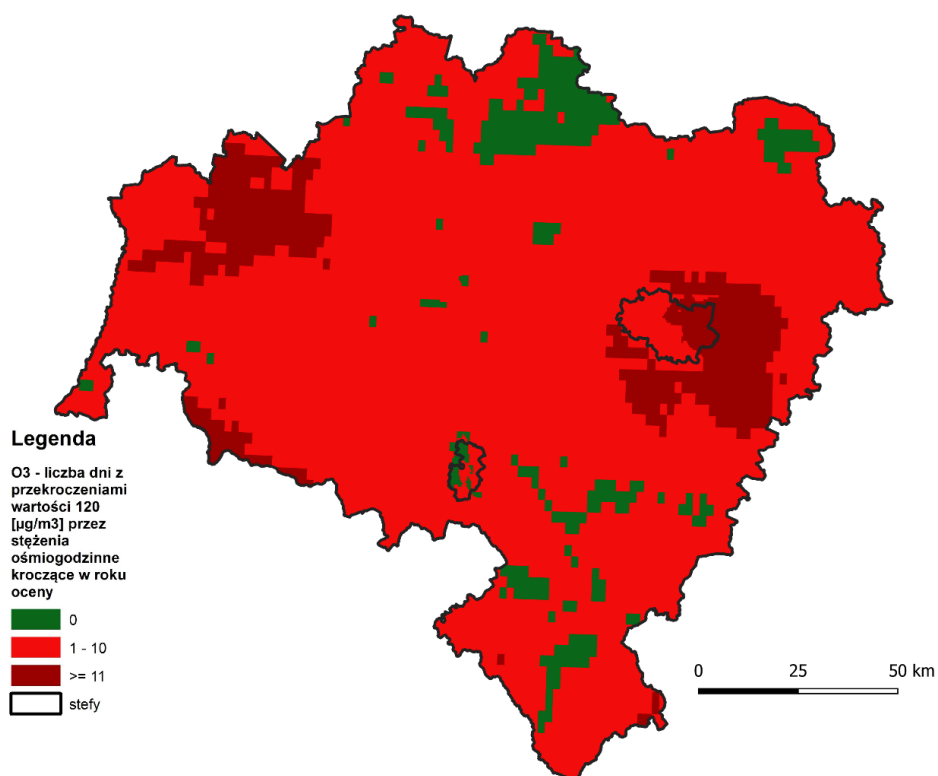 Legenda
O3 - liczba dni z
przekroczeniami
wartości 120
[µg/m3] przez
stężenia
ośmiogodzinne
kroczące w roku
oceny
0
1 - 10
>= 11
stefy
0 25 50 km